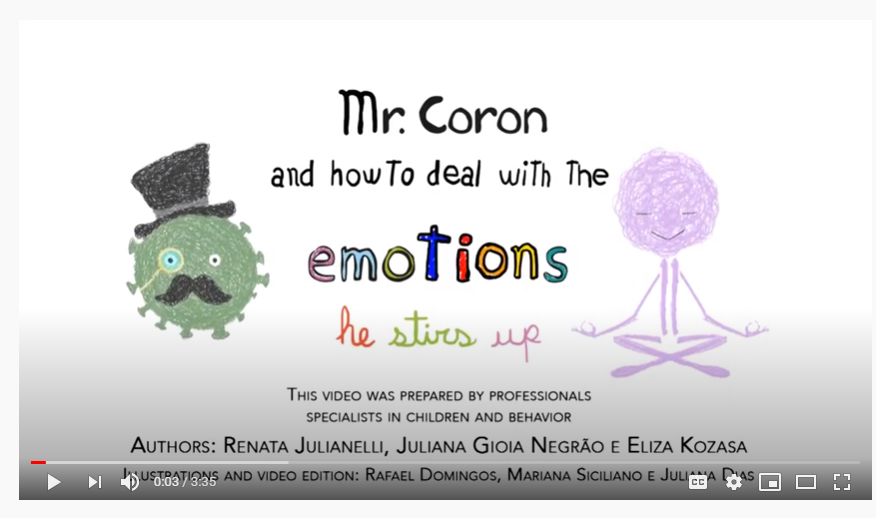 Mr. Coron
and how To deal with The
emotions
he stirs up
This video was prepared by professionals
specialists in children and behavior
Authors: Renata Julianelli, Juliana Gioia Negrão e Eliza Kozasa
Illustrations and video edition: Rafael Domingos, Mariana Siciliano e Juliana Dias
0:03 / 3:35
CC